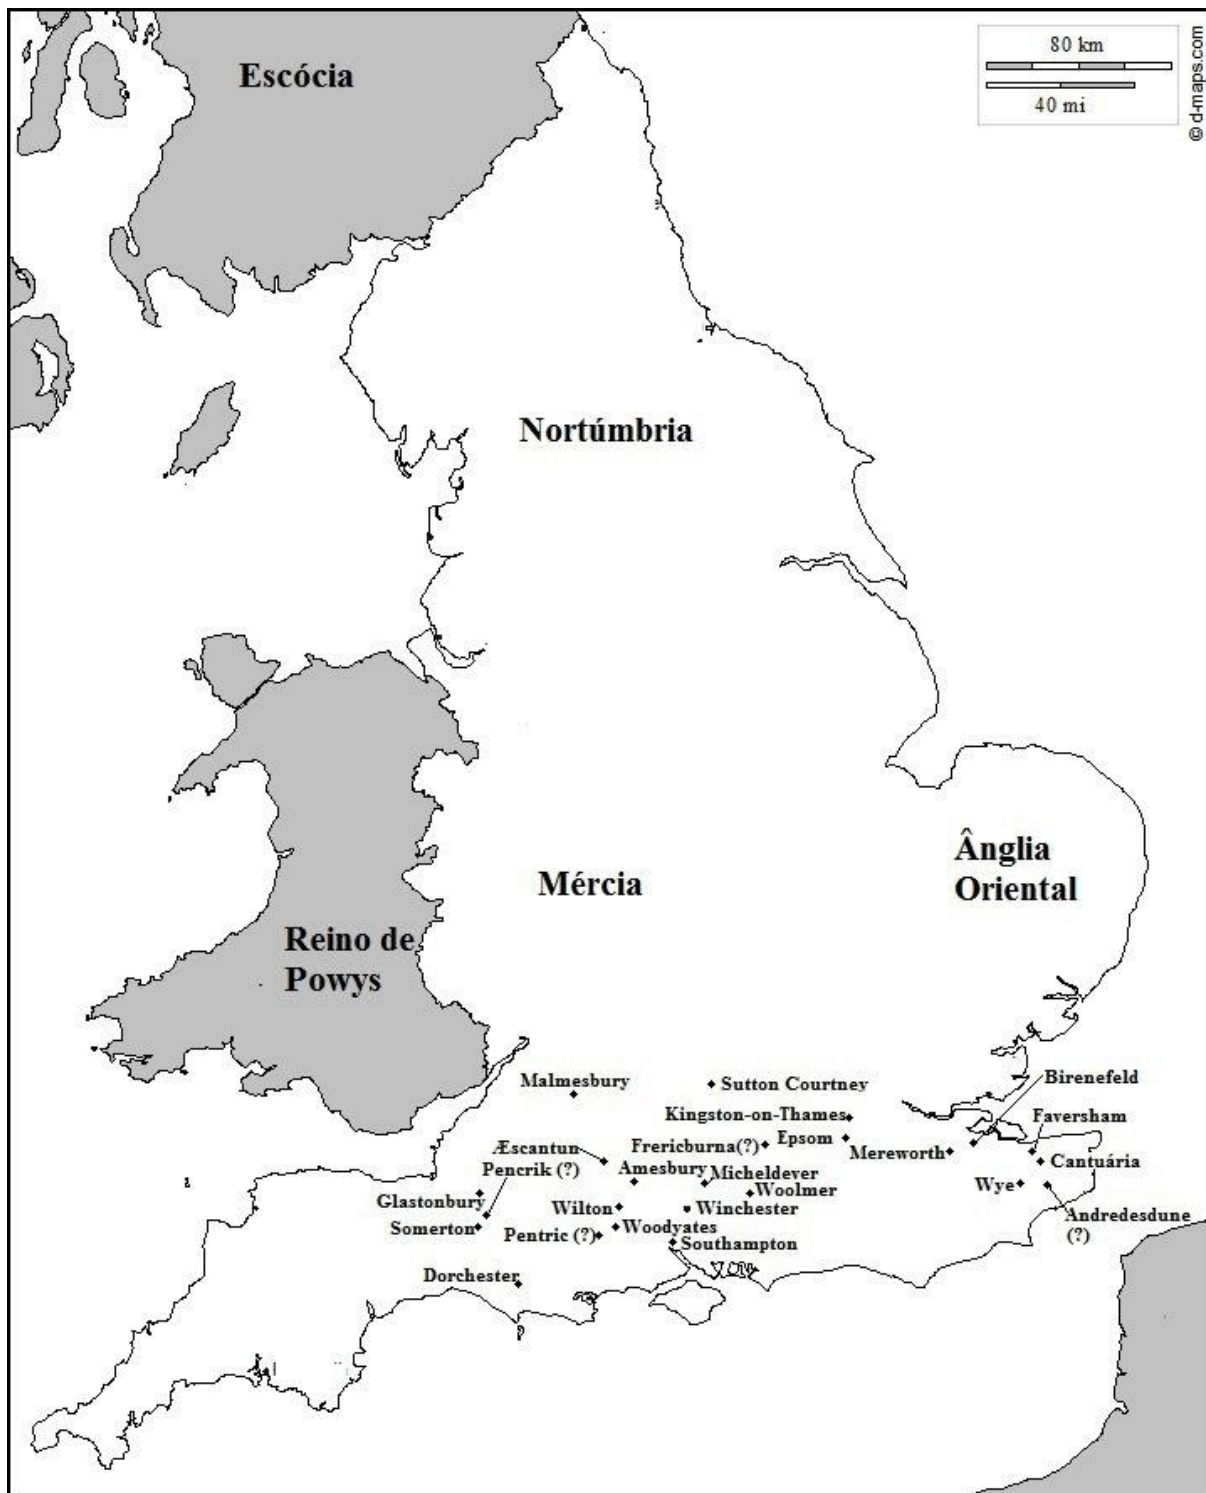 Escócia
80 km
40 mi
© d-maps.com
Nortúmbria
Ânglia
Oriental
Mércia
Reino de
Powys
Malmesbury
Sutton Courtney
Birenefeld
Kingston-on-Thames
Faversham
Æscantun
Frericburna(?)
Epsom
Mereworth
Pencrik (?)
Amesbury
Micheldever
Cantuária
Glastonbury
Woolmer
Wye
Wilton
Winchester
Andredesdune
(?)
Somerton
Pentric (?)
Woodyates
Southampton
Dorchester